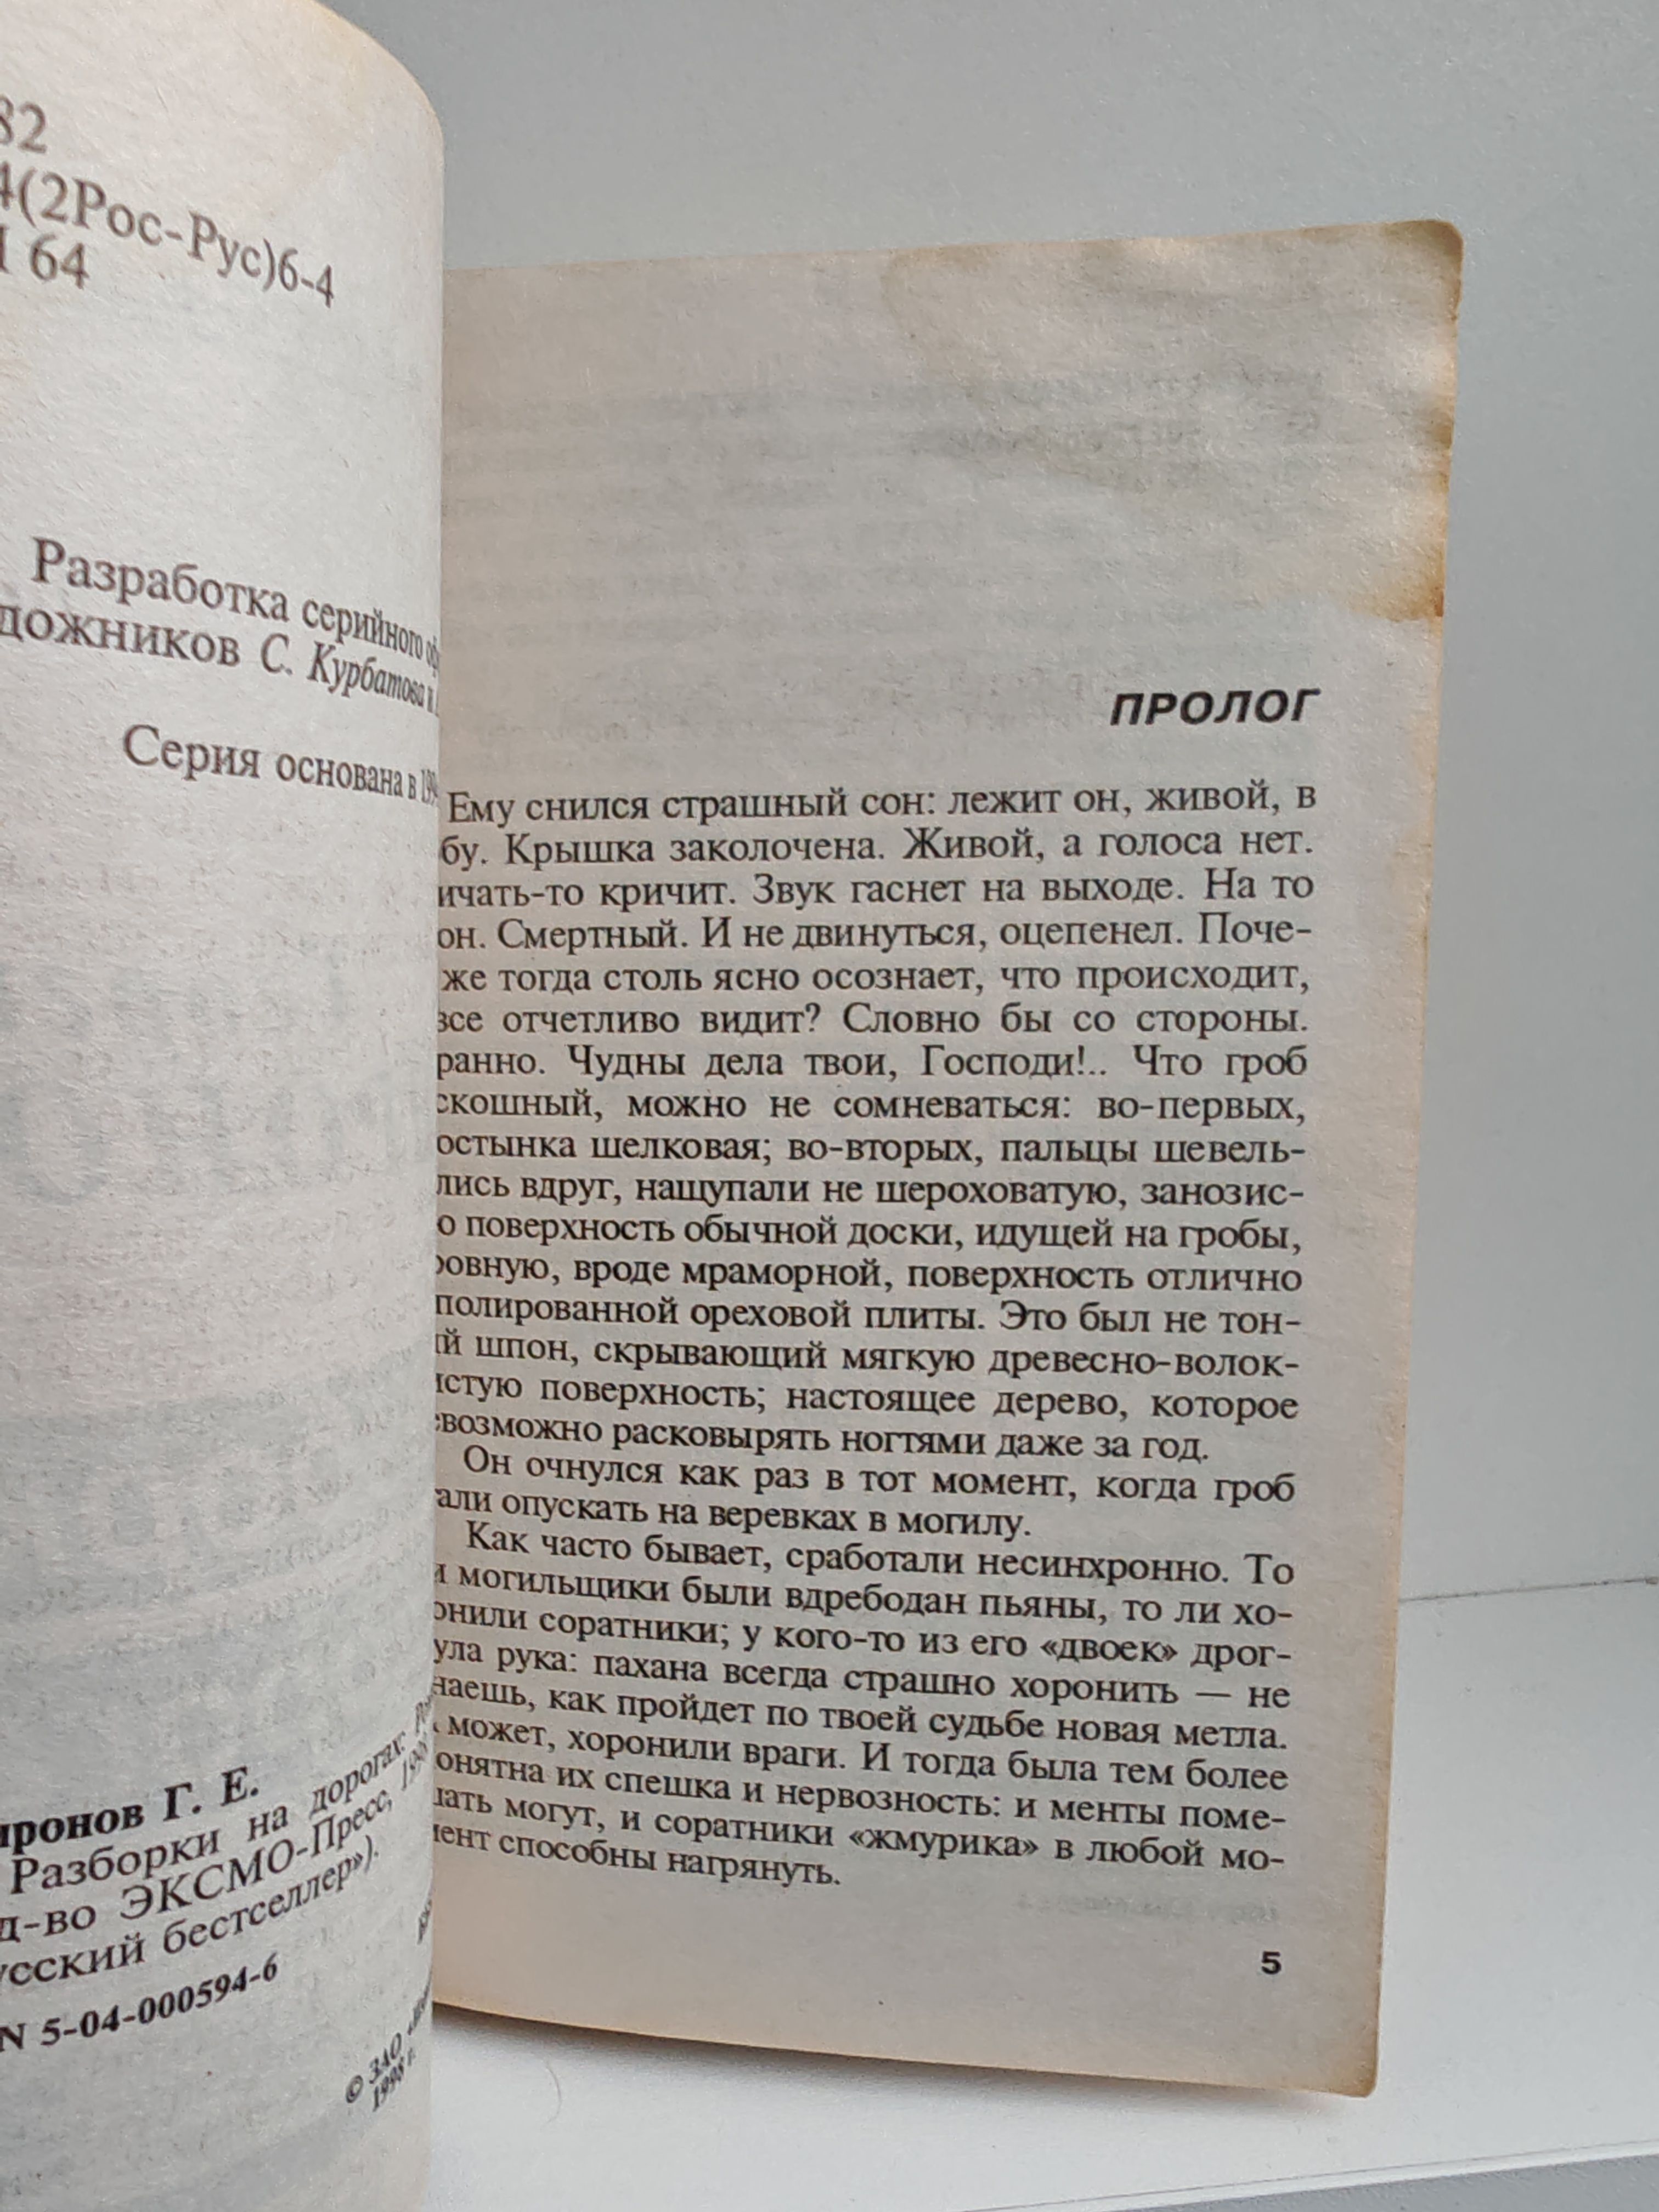 82
4(2Рос-Рус)6-4
64
Разработка серийного
дожников С. Курбатова и
Серия основана в
иронов Г. Е.
Разборки на дорогах:
д-во ЭКСМО-Пресс,
усский бестселлер»).
N 5-04-000594-6
© ЗАО
1998 г.
ПРОЛОГ
Ему снился страшный сон: лежит он, живой, в
бу. Крышка заколочена. Живой, а голоса нет.
ичать-то кричит. Звук гаснет на выходе. На то
он. Смертный. И не двинуться, оцепенел. Поче-
же тогда столь ясно осознает, что происходит,
все отчетливо видит? Словно бы со стороны.
ранно. Чудны дела твои, Господи!.. Что гроб
скошный, можно не сомневаться: во-первых,
остынка шелковая; во-вторых, пальцы шевель-
лись вдруг, нащупали не шероховатую, занозис-
ю поверхность обычной доски, идущей на гробы,
ровную, вроде мраморной, поверхность отлично
полированной ореховой плиты. Это был не тон-
ий шпон, скрывающий мягкую древесно-волок-
истую поверхность; настоящее дерево, которое
евозможно расковырять ногтями даже за год.
Он очнулся как раз в тот момент, когда гроб
али опускать на веревках в могилу.
Как часто бывает, сработали несинхронно. То
и могильщики были вдребодан пьяны, то ли хо-
онили соратники; у кого-то из его «двоек» дрог-
ула рука: пахана всегда страшно хоронить — не
наешь, как пройдет по твоей судьбе новая метла.
может, хоронили враги. И тогда была тем более
онятна их спешка и нервозность: и менты поме-
шать могут, и соратники «жмурика» в любой мо-
мент способны нагрянуть.
5